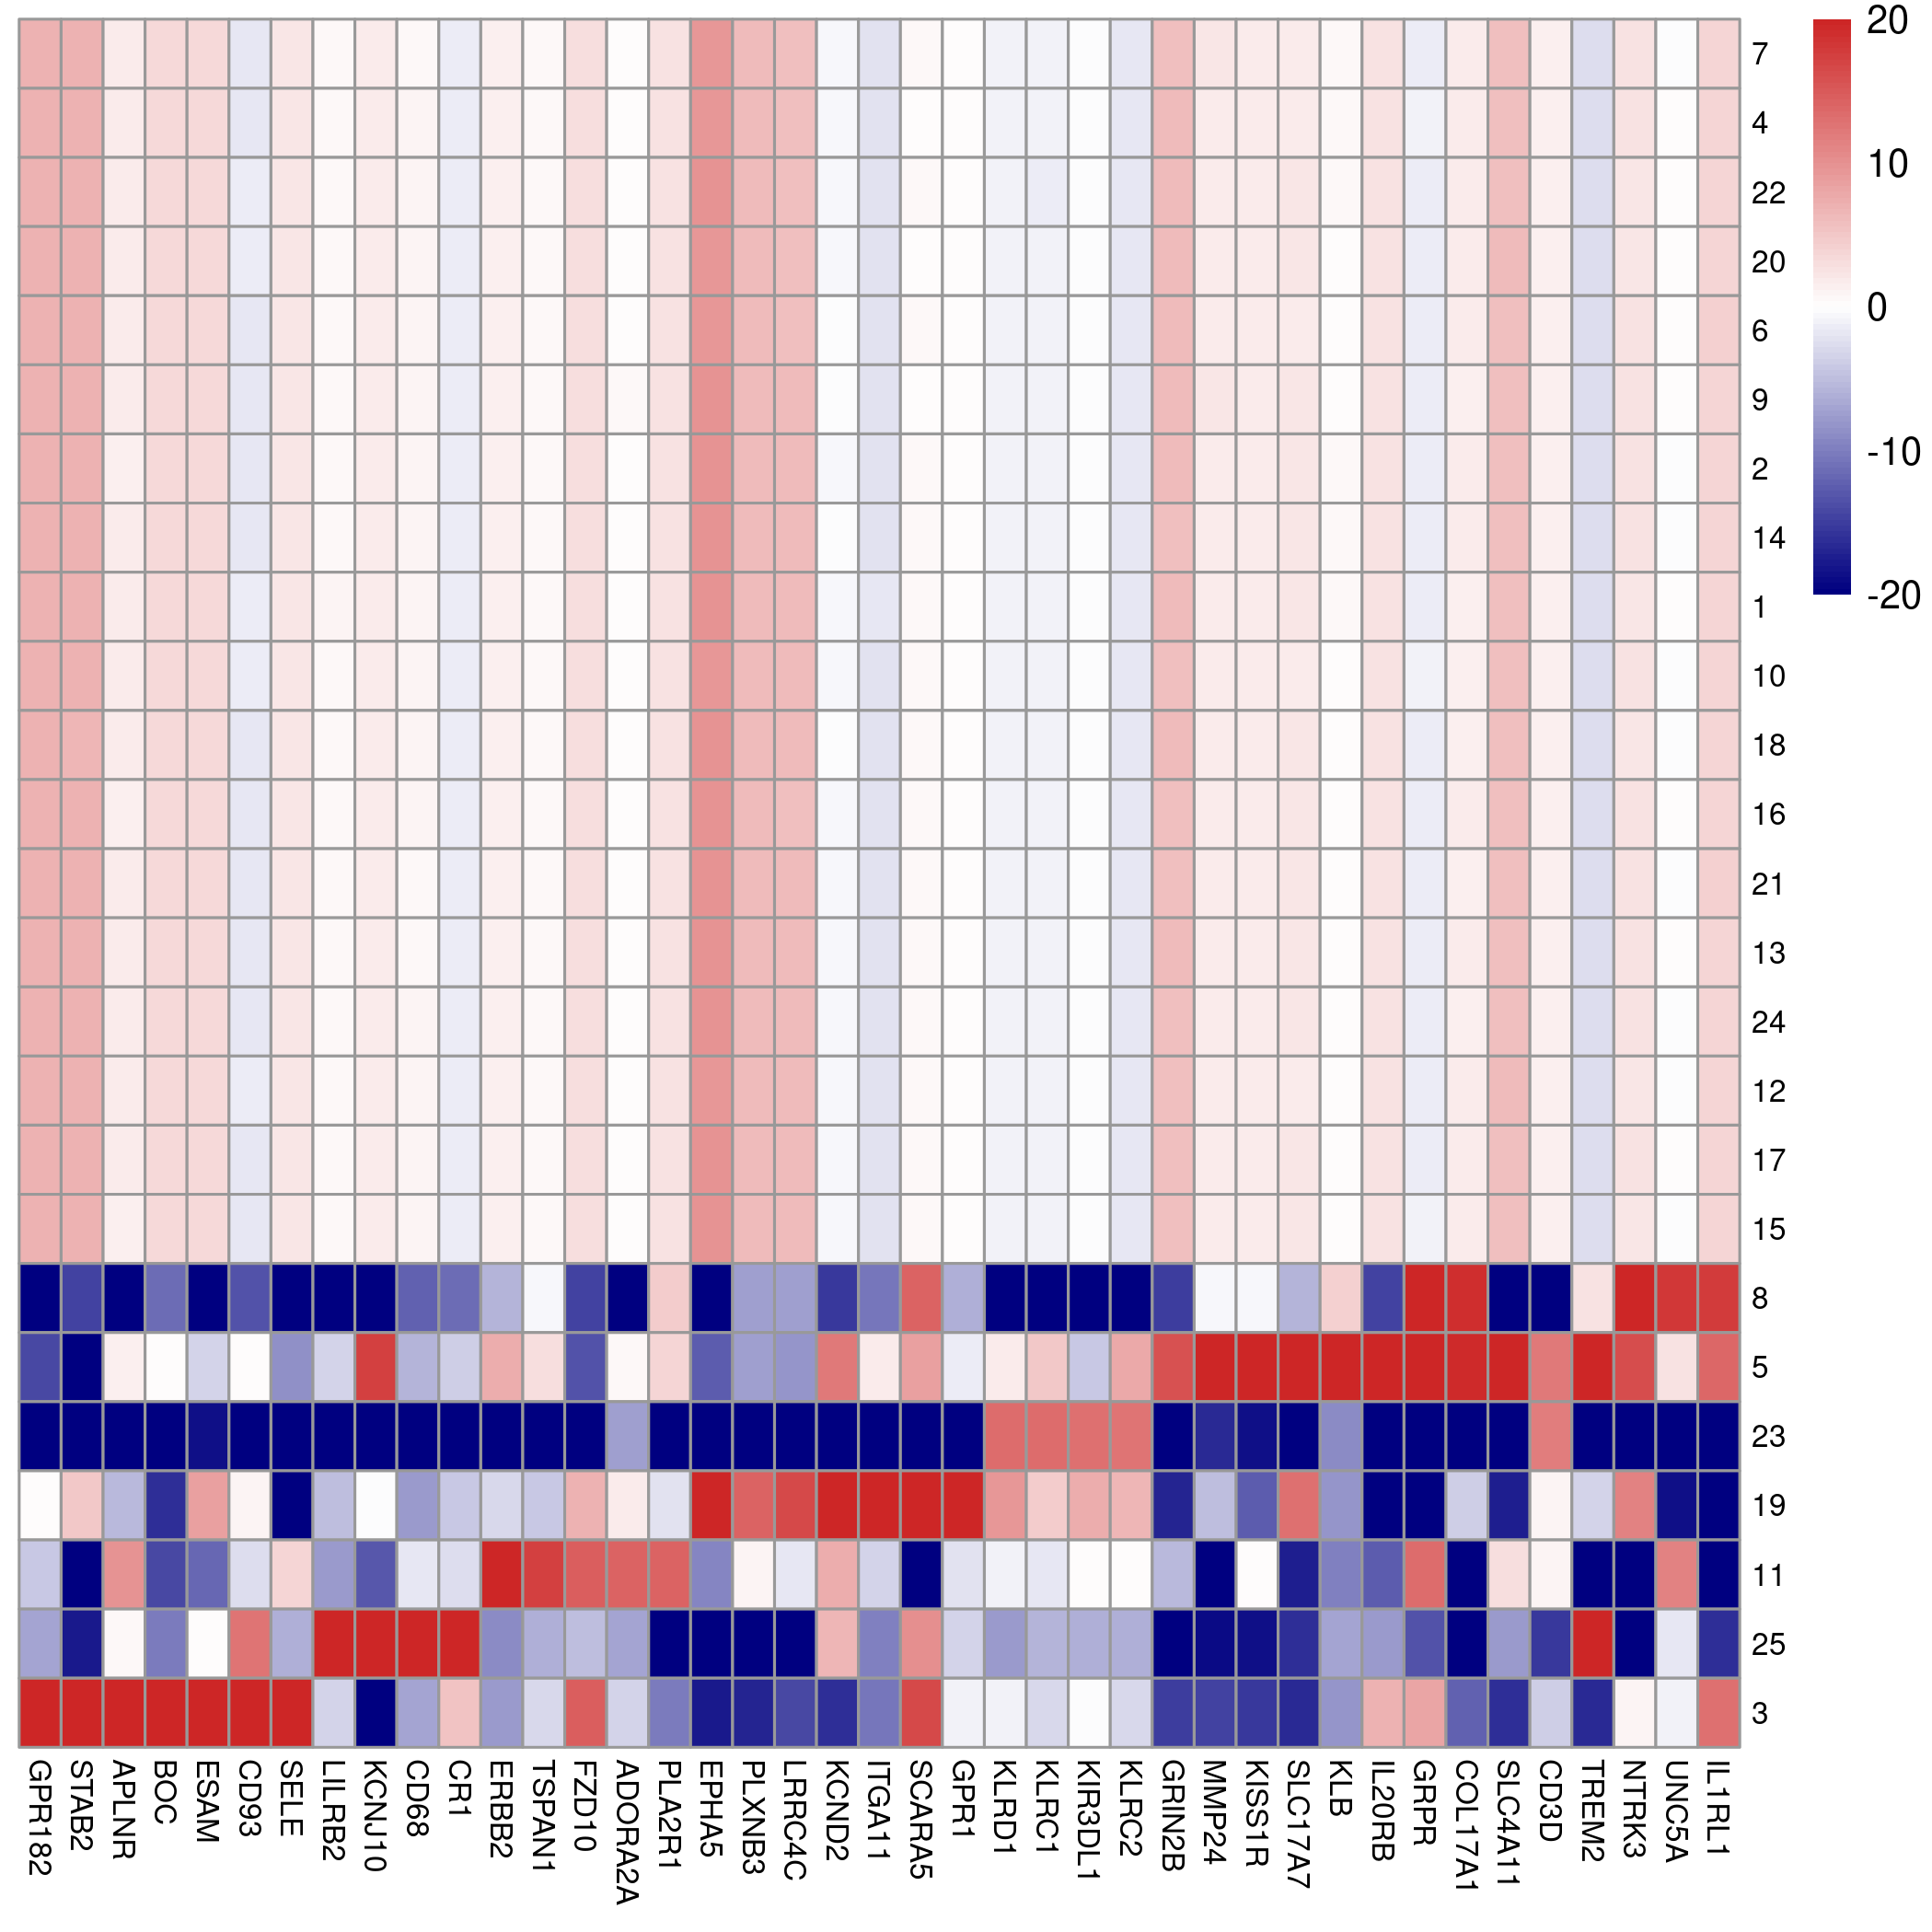 20
10
0
-10
-20
7
4
22
20
6
9
2
14
1
10
18
16
21
13
24
12
17
15
8
5
23
19
11
25
3
GPR182
STAB2
APLNR
BOC
ESAM
CD93
SELE
LILRB2
KCNJ10
CD68
CR1
ERBB2
TSPAN1
FZD10
ADORA2A
PLA2R1
EPHA5
PLXNB3
LRRC4C
KCND2
ITGA11
SCARA5
GPR1
KLRD1
KLRC1
KIR3DL1
KLRC2
GRIN2B
MMP24
KISS1R
SLC17A7
KLB
IL20RB
GRPR
COL17A1
SLC4A11
CD3D
TREM2
NTRK3
UNC5A
IL1RL1